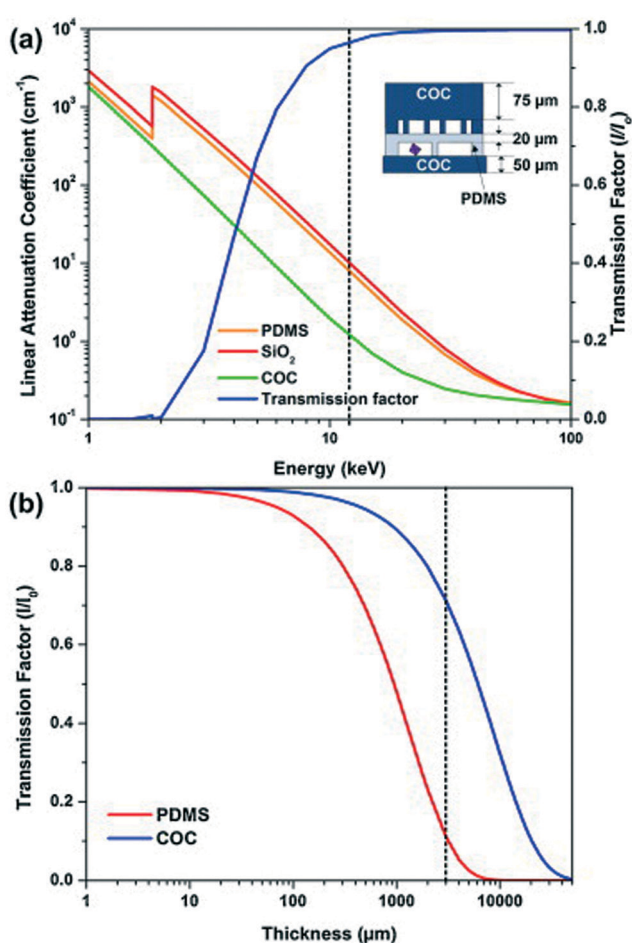 (a)
10⁴
10³
10²
10¹
10⁰
10⁻¹
Linear Attenuation Coefficient (cm⁻¹)
1.0
0.8
0.6
0.4
0.2
0.0
Transmission Factor (I/I₀)
COC
75 µm
20 µm
COC
50 µm
PDMS
PDMS
SiO₂
COC
Transmission factor
1
10
100
Energy (keV)
(b)
1.0
0.8
0.6
0.4
0.2
0.0
Transmission Factor (I/I₀)
PDMS
COC
1
10
100
1000
10000
Thickness (µm)